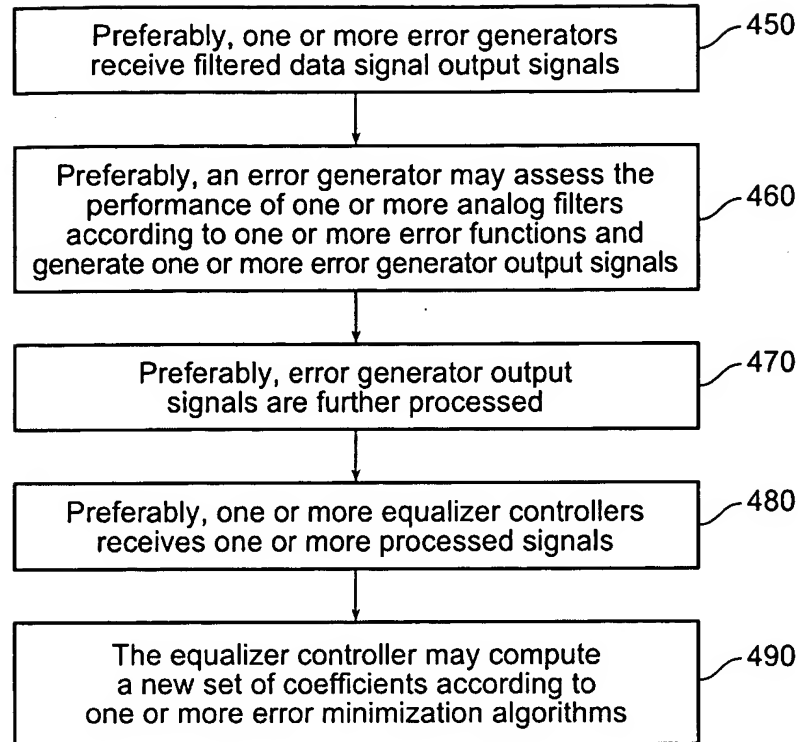 Preferably, one or more error generators
receive filtered data signal output signals
450
Preferably, an error generator may assess the
performance of one or more analog filters
according to one or more error functions and
generate one or more error generator output signals
460
Preferably, error generator output
signals are further processed
470
Preferably, one or more equalizer controllers
receives one or more processed signals
480
The equalizer controller may compute
a new set of coefficients according to
one or more error minimization algorithms
490